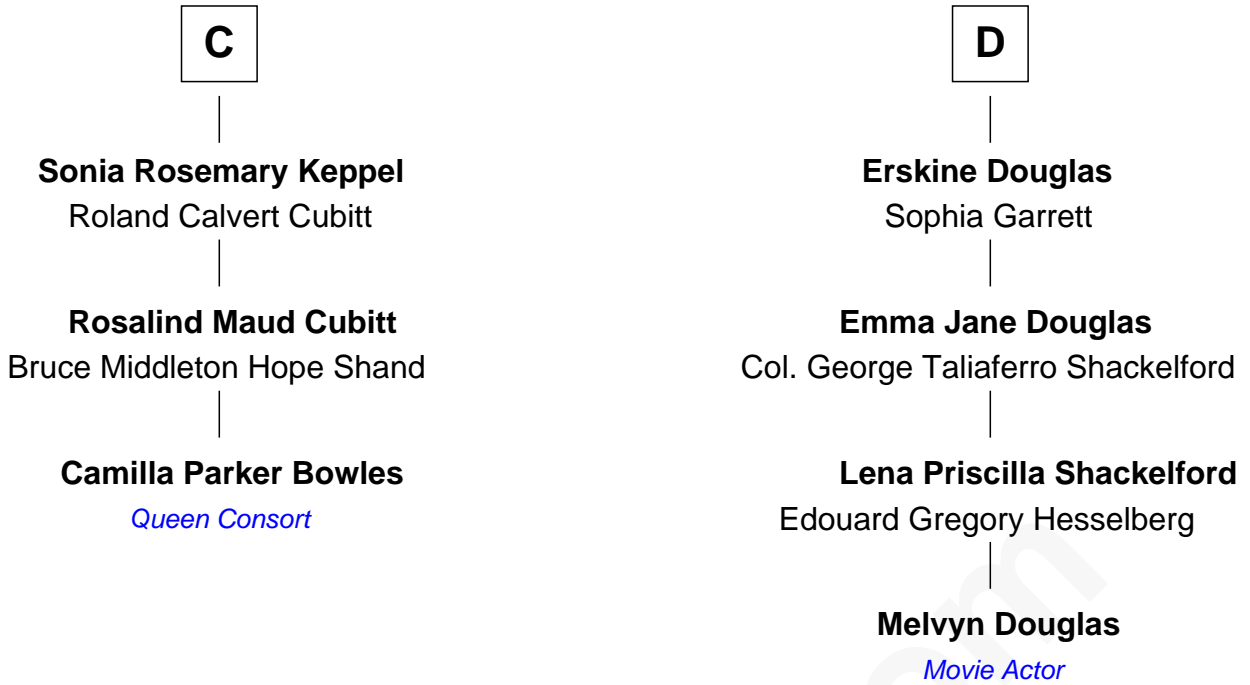 C
Sonia Rosemary Keppel
Roland Calvert Cubitt
Rosalind Maud Cubitt
Bruce Middleton Hope Shand
Camilla Parker Bowles
Queen Consort
D
Erskine Douglas
Sophia Garrett
Emma Jane Douglas
Col. George Taliaferro Shackelford
Lena Priscilla Shackelford
Edouard Gregory Hesselberg
Melvyn Douglas
Movie Actor